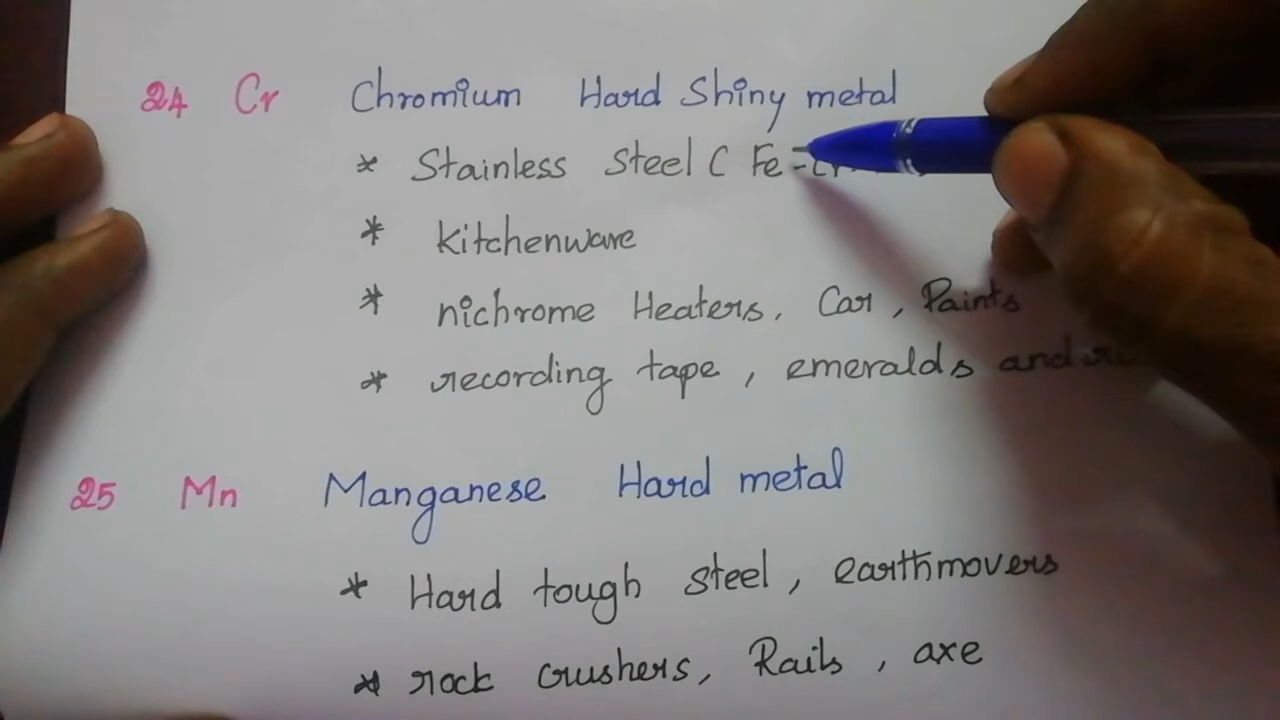 24 Cr Chromium Hard Shiny metal
* Stainless Steel ( Fe-Cr
* Kitchenware
* nichrome Heaters, Car, Paints
* recording tape, emeralds and
25 Mn Manganese Hard metal
* Hard tough steel, earthmovers
* rock crushers, Rails, axe